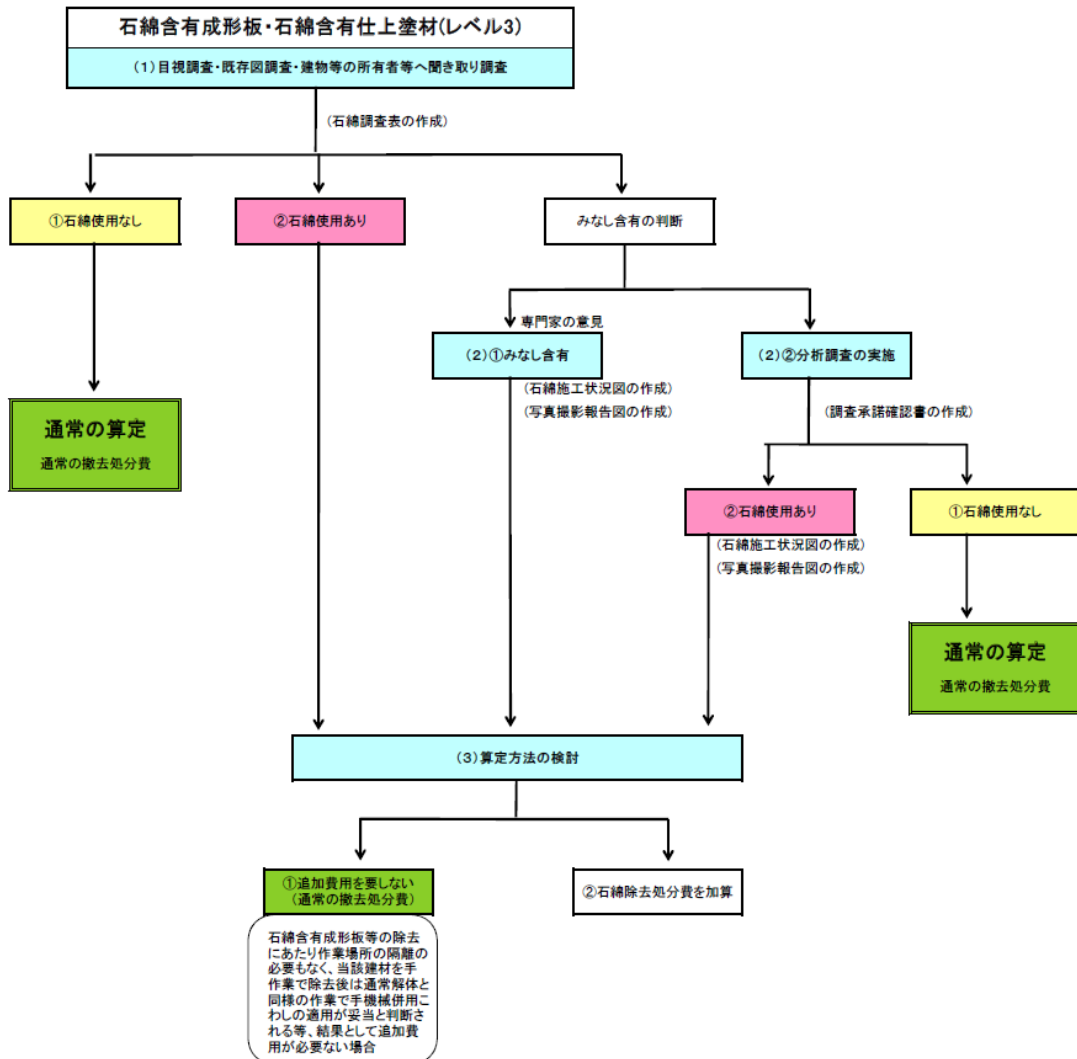 石綿含有成形板・石綿含有仕上塗材(レベル3)
(1)目視調査・既存図調査・建物等の所有者等へ聞き取り調査
(石綿調査表の作成)
①石綿使用なし
②石綿使用あり
みなし含有の判断
専門家の意見
(2)①みなし含有
(2)②分析調査の実施
(石綿施工状況図の作成)
(写真撮影報告図の作成)
(調査承諾確認書の作成)
通常の算定
通常の撤去処分費
②石綿使用あり
①石綿使用なし
(石綿施工状況図の作成)
(写真撮影報告図の作成)
通常の算定
通常の撤去処分費
(3)算定方法の検討
①追加費用を要しない
(通常の撤去処分費)
②石綿除去処分費を加算
石綿含有成形板等の除去
にあたり作業場所の隔離の
必要もなく、当該建材を手
作業で除去後は通常解体と
同様の作業で手機械併用こ
わしの適用が妥当と判断さ
れる等、結果として追加費
用が必要ない場合